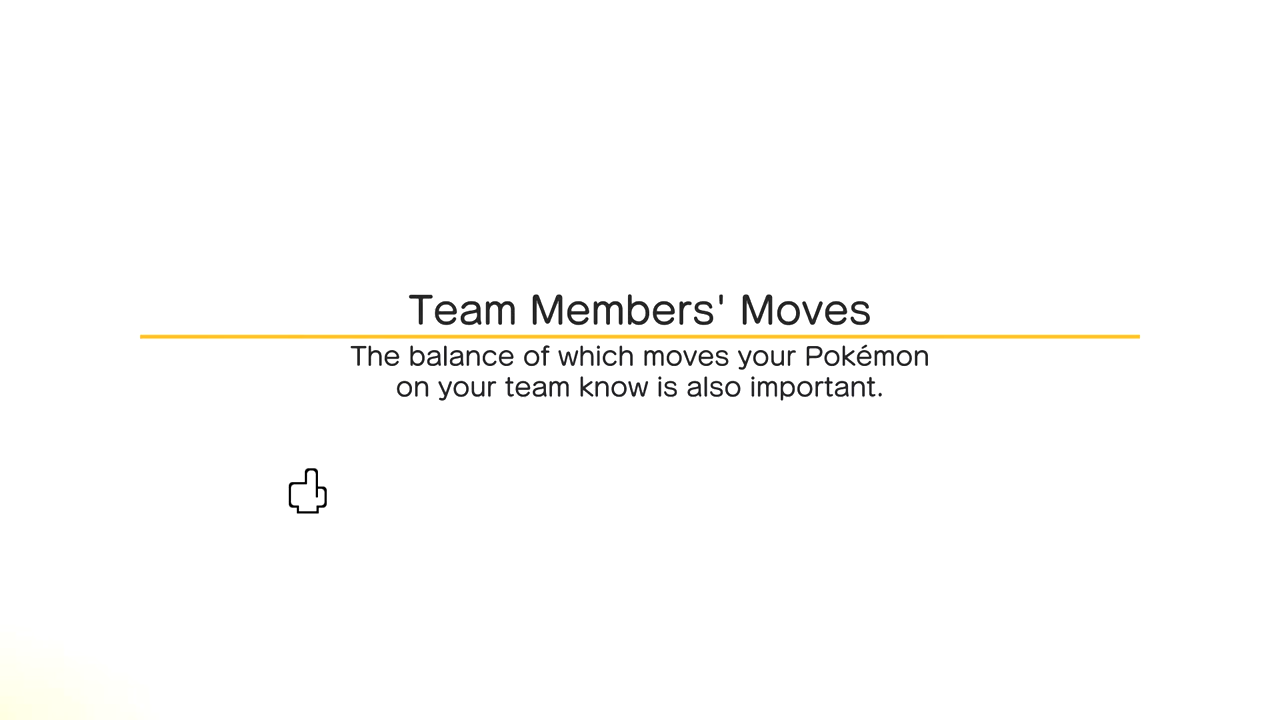 Team Members' Moves
The balance of which moves your Pokémon
on your team know is also important.